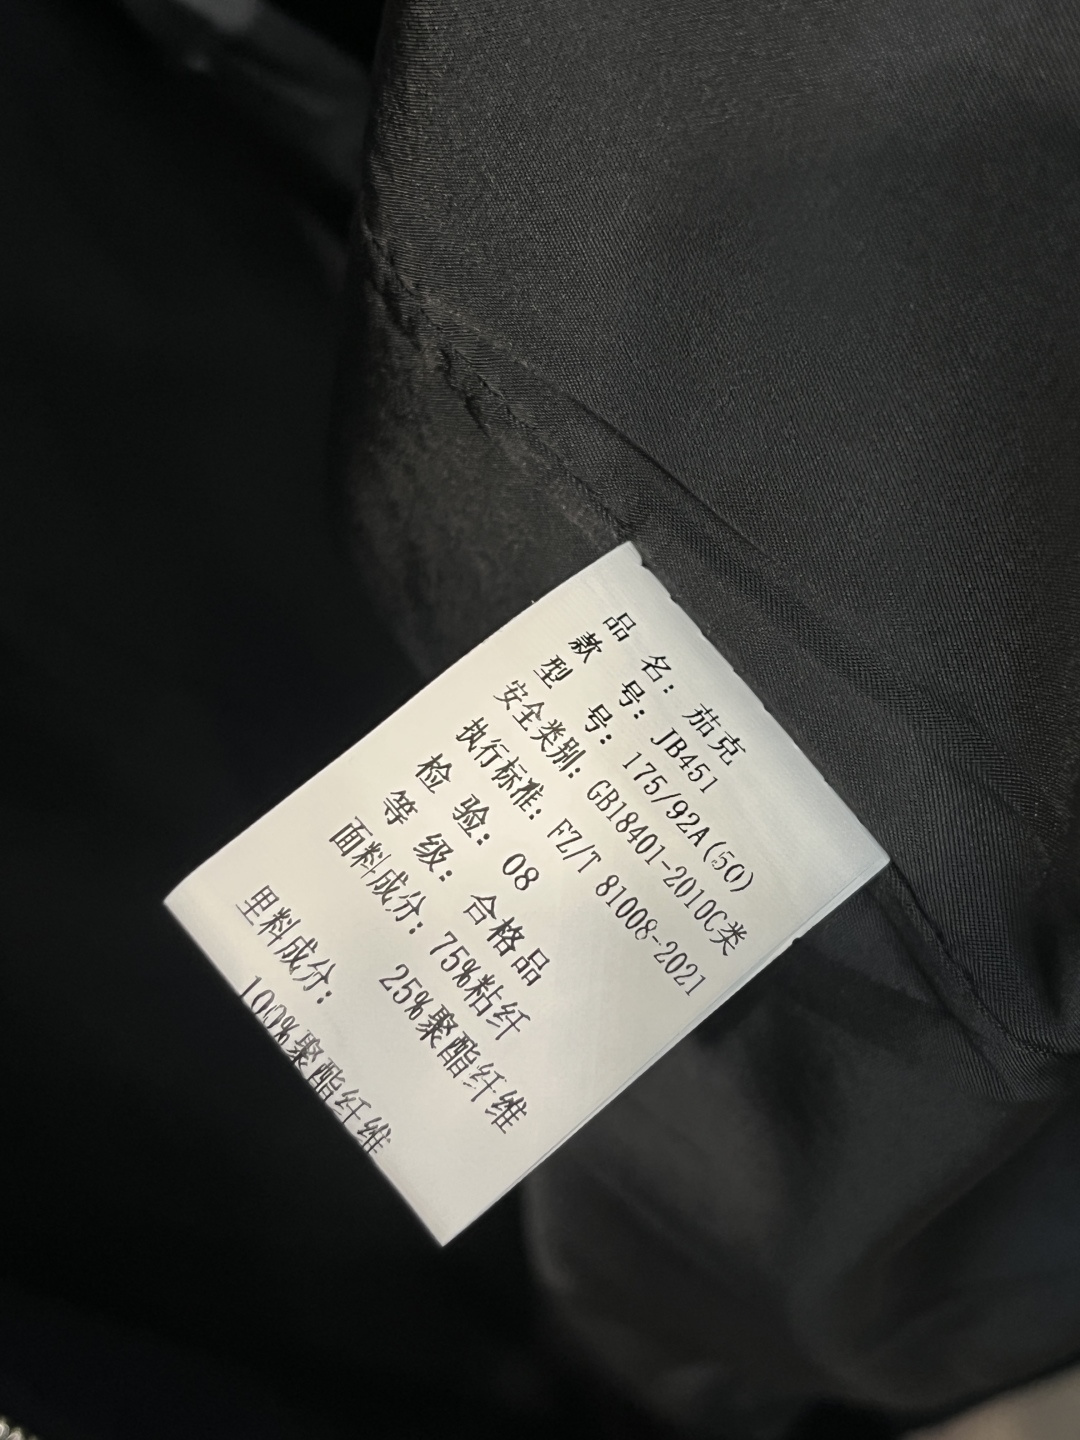 品 名：茄克
款 号：JB451
型 号：175/92A(50)
安全类别：GB18401-2010C类
执行标准：FZ/T 81008-2021
检 验：08
等 级：合格品
面料成分：75%粘纤
25%聚酯纤维
里料成分：
100%聚酯纤维